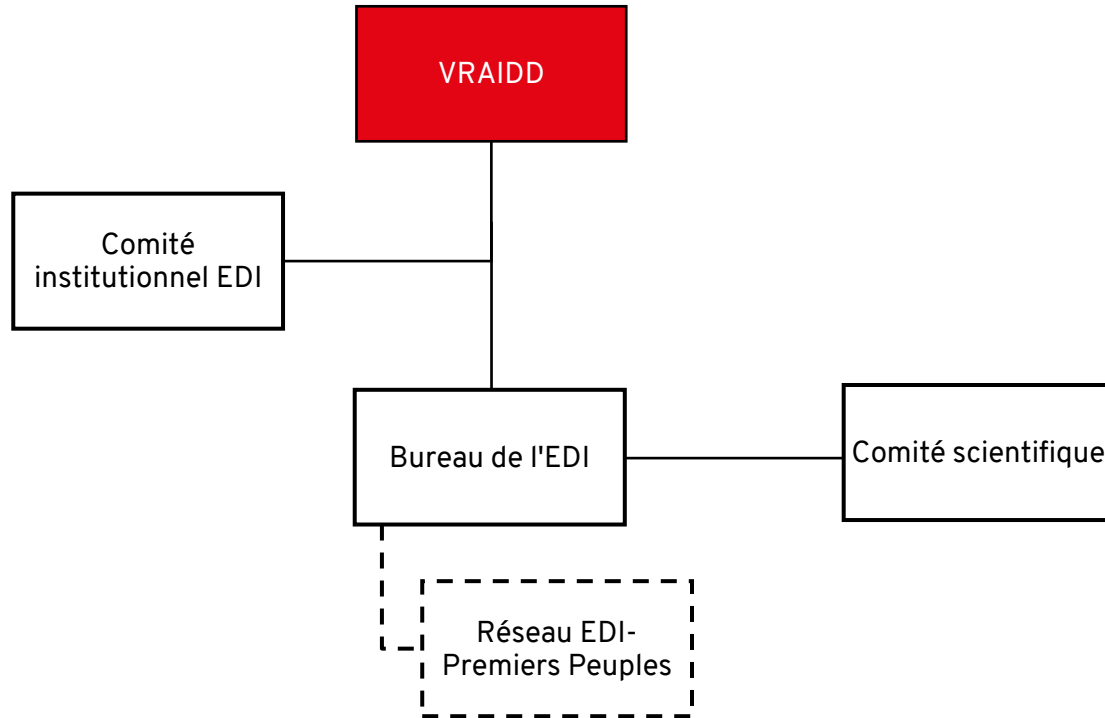 VRAIDD
Comité
institutionnel EDI
Bureau de l'EDI
Comité scientifique
Réseau EDI-
Premiers Peuples